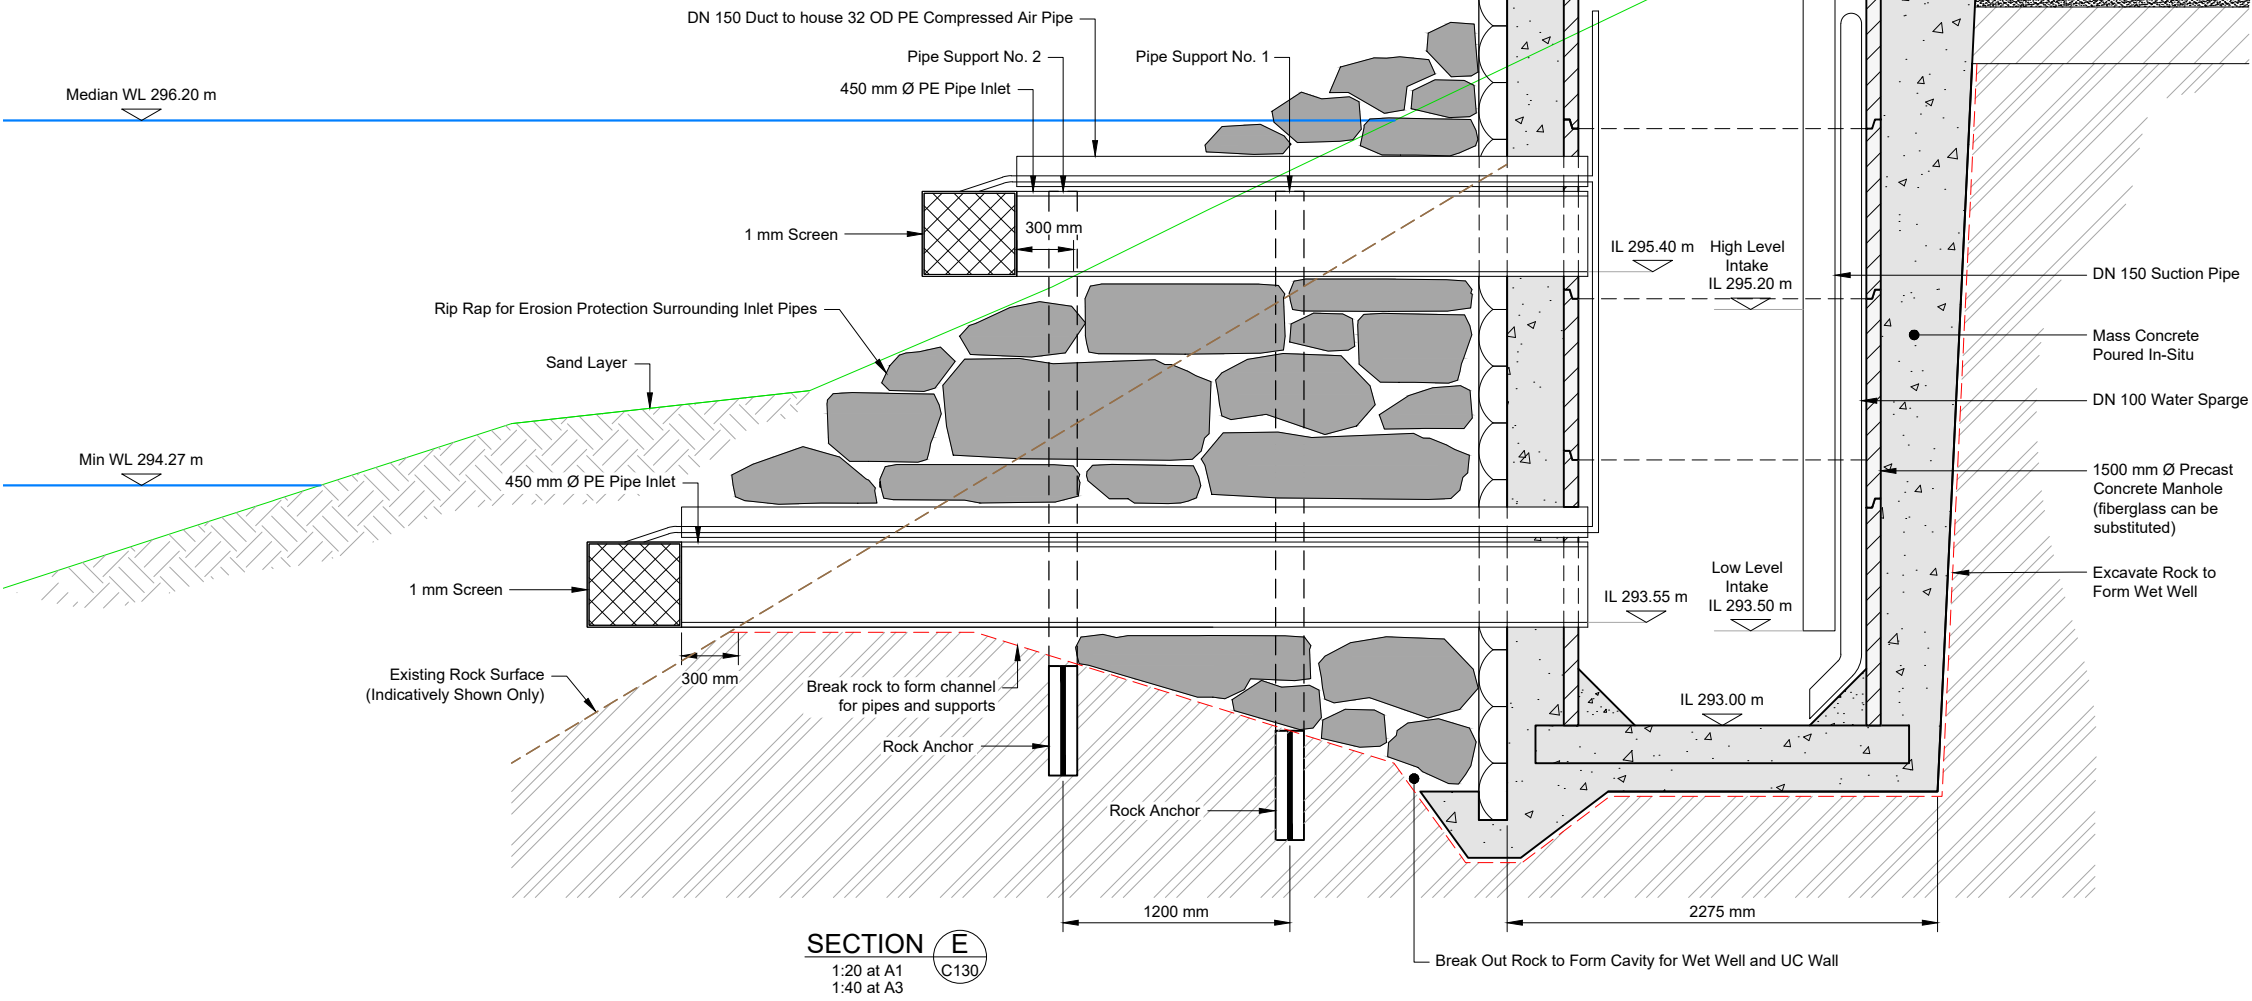 DN 150 Duct to house 32 OD PE Compressed Air Pipe
Pipe Support No. 2
Pipe Support No. 1
450 mm Ø PE Pipe Inlet
Median WL 296.20 m
1 mm Screen
300 mm
IL 295.40 m
High Level
Intake
IL 295.20 m
DN 150 Suction Pipe
Rip Rap for Erosion Protection Surrounding Inlet Pipes
Mass Concrete
Poured In-Situ
Sand Layer
DN 100 Water Sparge
Min WL 294.27 m
450 mm Ø PE Pipe Inlet
1500 mm Ø Precast
Concrete Manhole
(fiberglass can be
substituted)
1 mm Screen
IL 293.55 m
Low Level
Intake
IL 293.50 m
Excavate Rock to
Form Wet Well
Existing Rock Surface
(Indicatively Shown Only)
300 mm
Break rock to form channel
for pipes and supports
IL 293.00 m
Rock Anchor
Rock Anchor
1200 mm
2275 mm
SECTION E
C130
1:20 at A1
1:40 at A3
Break Out Rock to Form Cavity for Wet Well and UC Wall